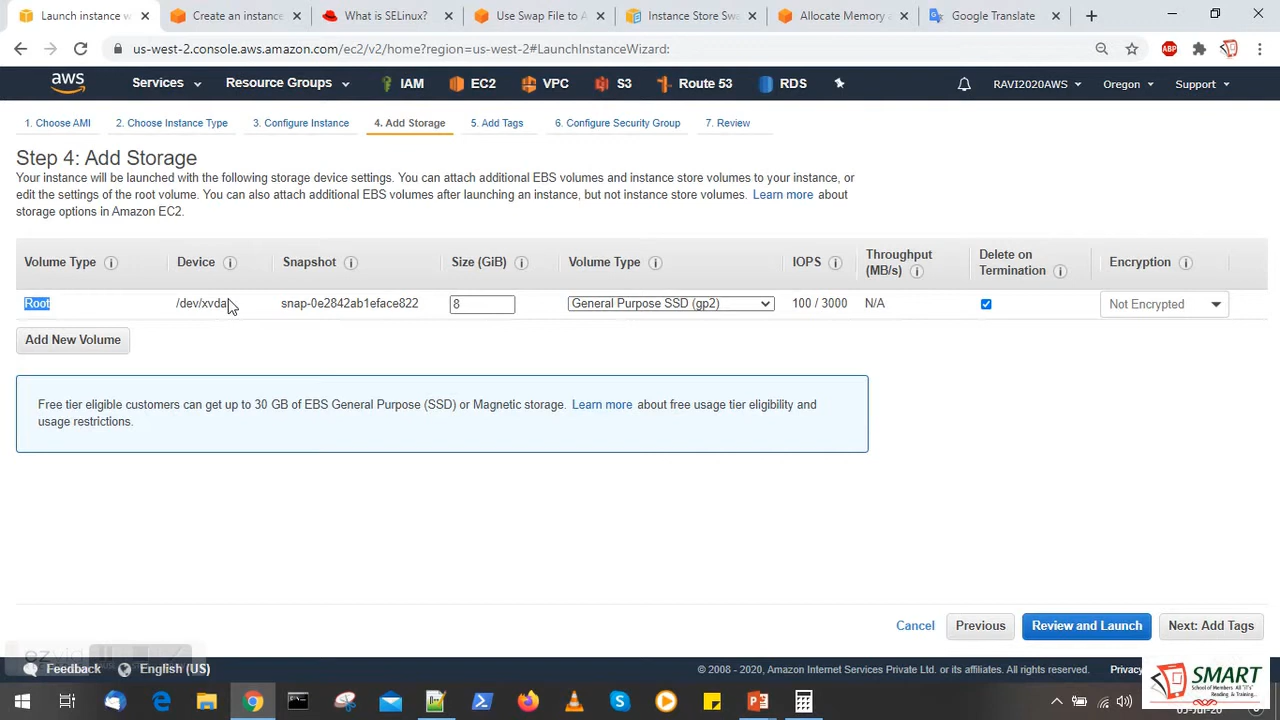 Launch instance w
Create an instance
What is SELinux?
Use Swap File to A
Instance Store Swa
Allocate Memory a
Google Translate
us-west-2.console.aws.amazon.com/ec2/v2/home?region=us-west-2#LaunchInstanceWizard:
ABP
aws
Services
Resource Groups
IAM
EC2
VPC
S3
Route 53
RDS
RAVI2020AWS
Oregon
Support
1. Choose AMI
2. Choose Instance Type
3. Configure Instance
4. Add Storage
5. Add Tags
6. Configure Security Group
7. Review
Step 4: Add Storage
Your instance will be launched with the following storage device settings. You can attach additional EBS volumes and instance store volumes to your instance, or
edit the settings of the root volume. You can also attach additional EBS volumes after launching an instance, but not instance store volumes. Learn more about
storage options in Amazon EC2.
Volume Type
Device
Snapshot
Size (GiB)
Volume Type
IOPS
Throughput
(MB/s)
Delete on
Termination
Encryption
Root
/dev/xvda
snap-0e2842ab1eface822
8
General Purpose SSD (gp2)
100 / 3000
N/A
Not Encrypted
Add New Volume
Free tier eligible customers can get up to 30 GB of EBS General Purpose (SSD) or Magnetic storage. Learn more about free usage tier eligibility and
usage restrictions.
Cancel
Previous
Review and Launch
Next: Add Tags
ezvid
Feedback
English (US)
© 2008 - 2020, Amazon Internet Services Private Ltd. or its affiliates. All rights reserved.
Privacy
SMART
School of Members All "IT's"
Reading & Training...